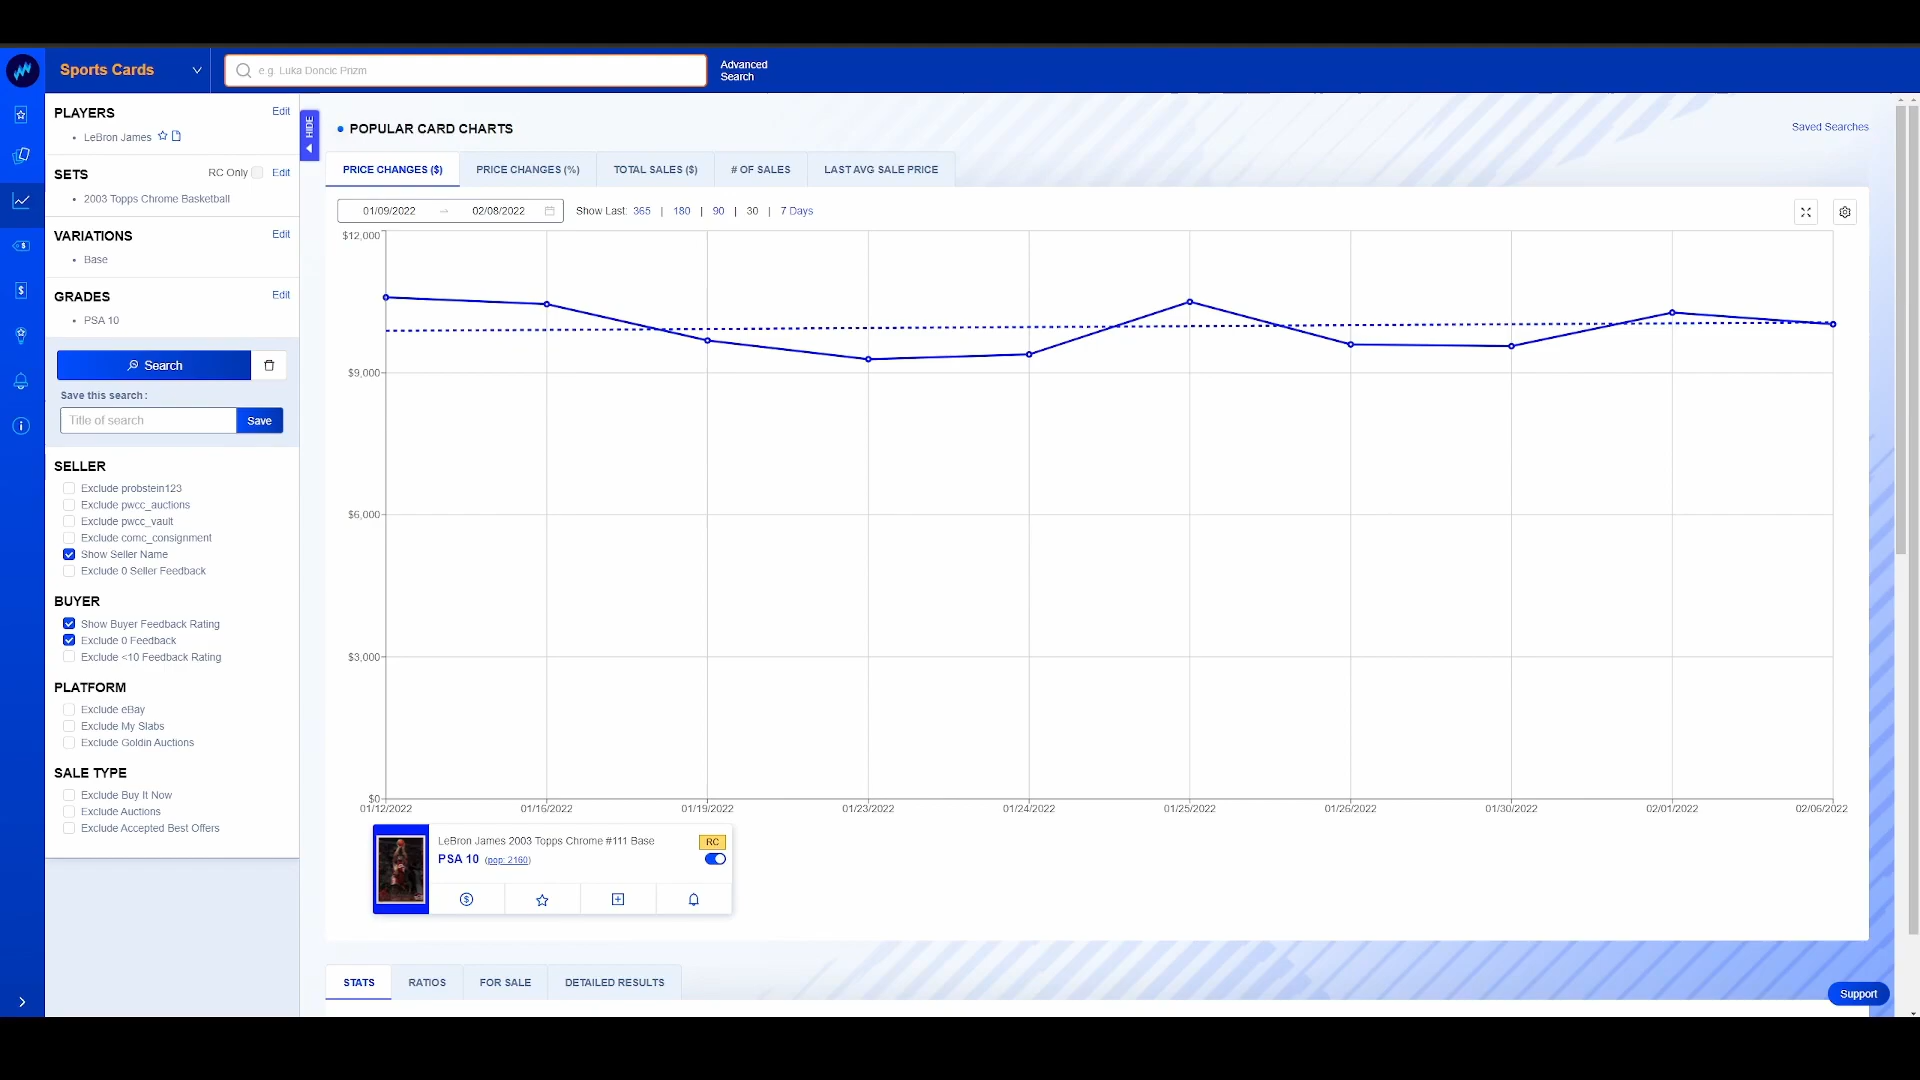 Sports Cards
e.g. Luka Doncic Prizm
Advanced
Search
PLAYERS
Edit
LeBron James
SETS
RC Only
Edit
2003 Topps Chrome Basketball
VARIATIONS
Edit
Base
GRADES
Edit
PSA 10
Search
Save this search:
Title of search
Save
SELLER
Exclude probstein123
Exclude pwcc_auctions
Exclude pwcc_vault
Exclude comc_consignment
Show Seller Name
Exclude 0 Seller Feedback
BUYER
Show Buyer Feedback Rating
Exclude 0 Feedback
Exclude <10 Feedback Rating
PLATFORM
Exclude eBay
Exclude My Slabs
Exclude Goldin Auctions
SALE TYPE
Exclude Buy It Now
Exclude Auctions
Exclude Accepted Best Offers
HIDE
POPULAR CARD CHARTS
Saved Searches
PRICE CHANGES ($)
PRICE CHANGES (%)
TOTAL SALES ($)
# OF SALES
LAST AVG SALE PRICE
01/09/2022
02/08/2022
Show Last: 365 | 180 | 90 | 30 | 7 Days
$12,000
$9,000
$6,000
$3,000
$0
01/12/2022
01/16/2022
01/19/2022
01/23/2022
01/24/2022
01/25/2022
01/26/2022
01/30/2022
02/01/2022
02/06/2022
LeBron James 2003 Topps Chrome #111 Base
RC
PSA 10 (pop: 2160)
STATS
RATIOS
FOR SALE
DETAILED RESULTS
Support